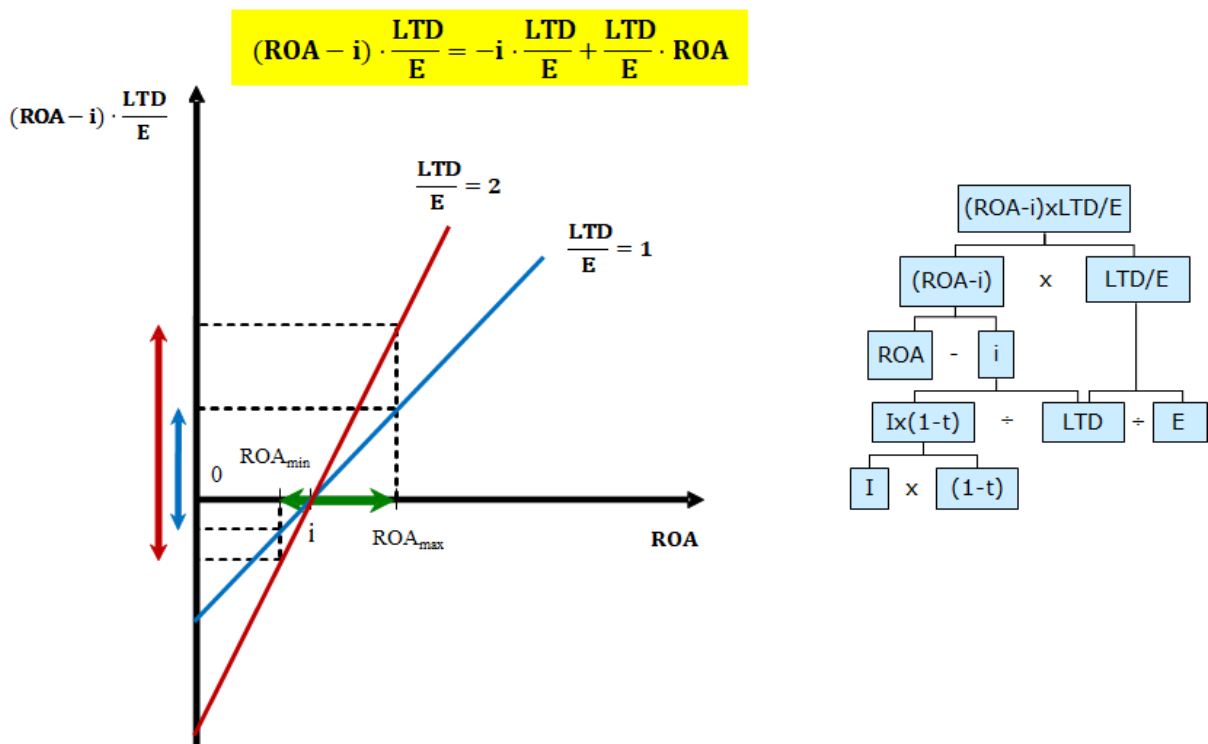 (ROA − i) · LTD/E = −i · LTD/E + LTD/E · ROA
(ROA − i) · LTD/E
LTD/E = 2
LTD/E = 1
0
ROAmin
i
ROAmax
ROA
(ROA-i)xLTD/E
(ROA-i) x LTD/E
ROA - i
Ix(1-t) ÷ LTD ÷ E
I x (1-t)